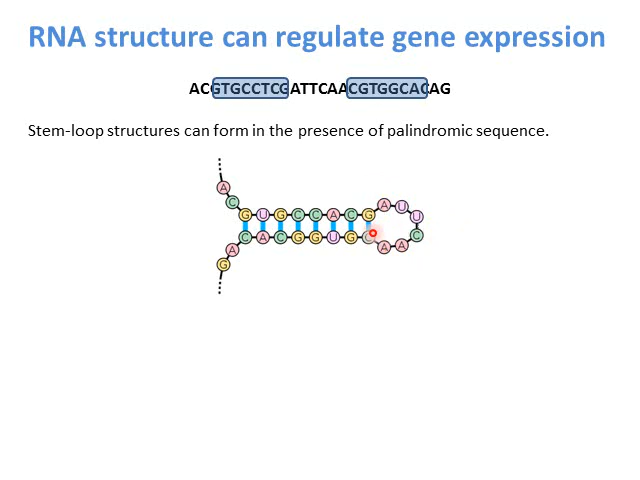 RNA structure can regulate gene expression
ACGTGCCTCGATTCAACGTGGCACAG
Stem-loop structures can form in the presence of palindromic sequence.
A
C
G U G C C A C G A U U
C A C G G U G C A A C
A
G